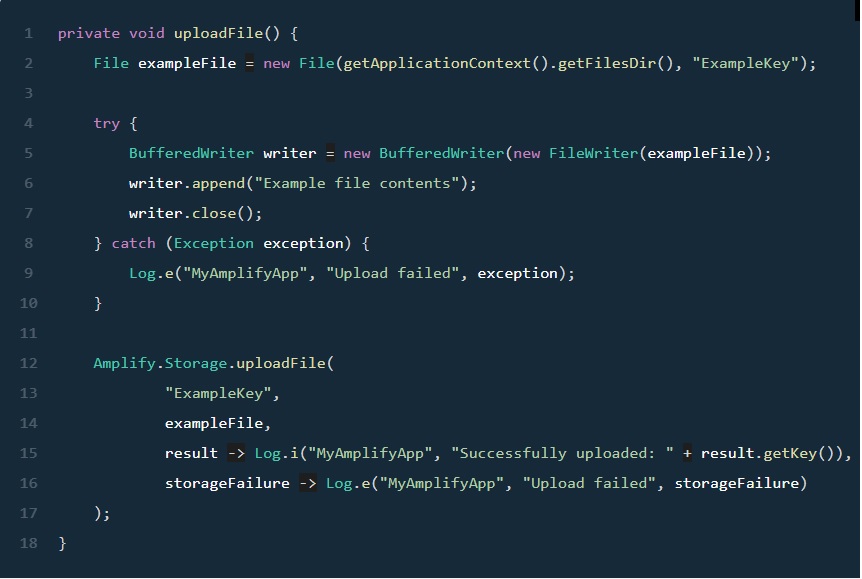 1 private void uploadFile() {
2 File exampleFile = new File(getApplicationContext().getFilesDir(), "ExampleKey");
3
4 try {
5 BufferedWriter writer = new BufferedWriter(new FileWriter(exampleFile));
6 writer.append("Example file contents");
7 writer.close();
8 } catch (Exception exception) {
9 Log.e("MyAmplifyApp", "Upload failed", exception);
10 }
11
12 Amplify.Storage.uploadFile(
13 "ExampleKey",
14 exampleFile,
15 result -> Log.i("MyAmplifyApp", "Successfully uploaded: " + result.getKey()),
16 storageFailure -> Log.e("MyAmplifyApp", "Upload failed", storageFailure)
17 );
18 }